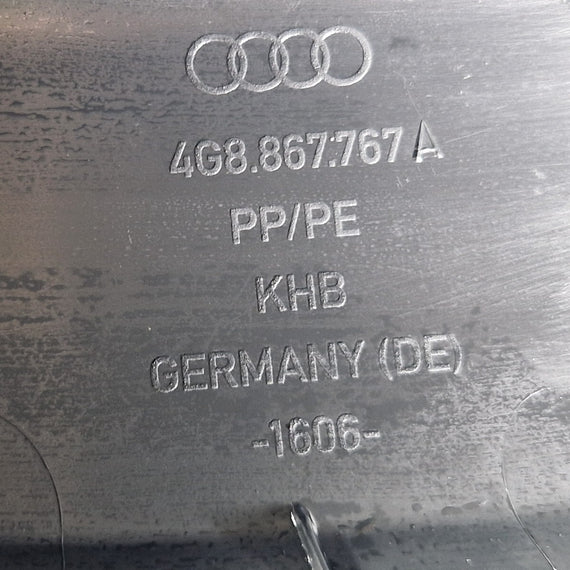 4G8.867.767 A
PP/PE
KHB
GERMANY (DE)
-1606-